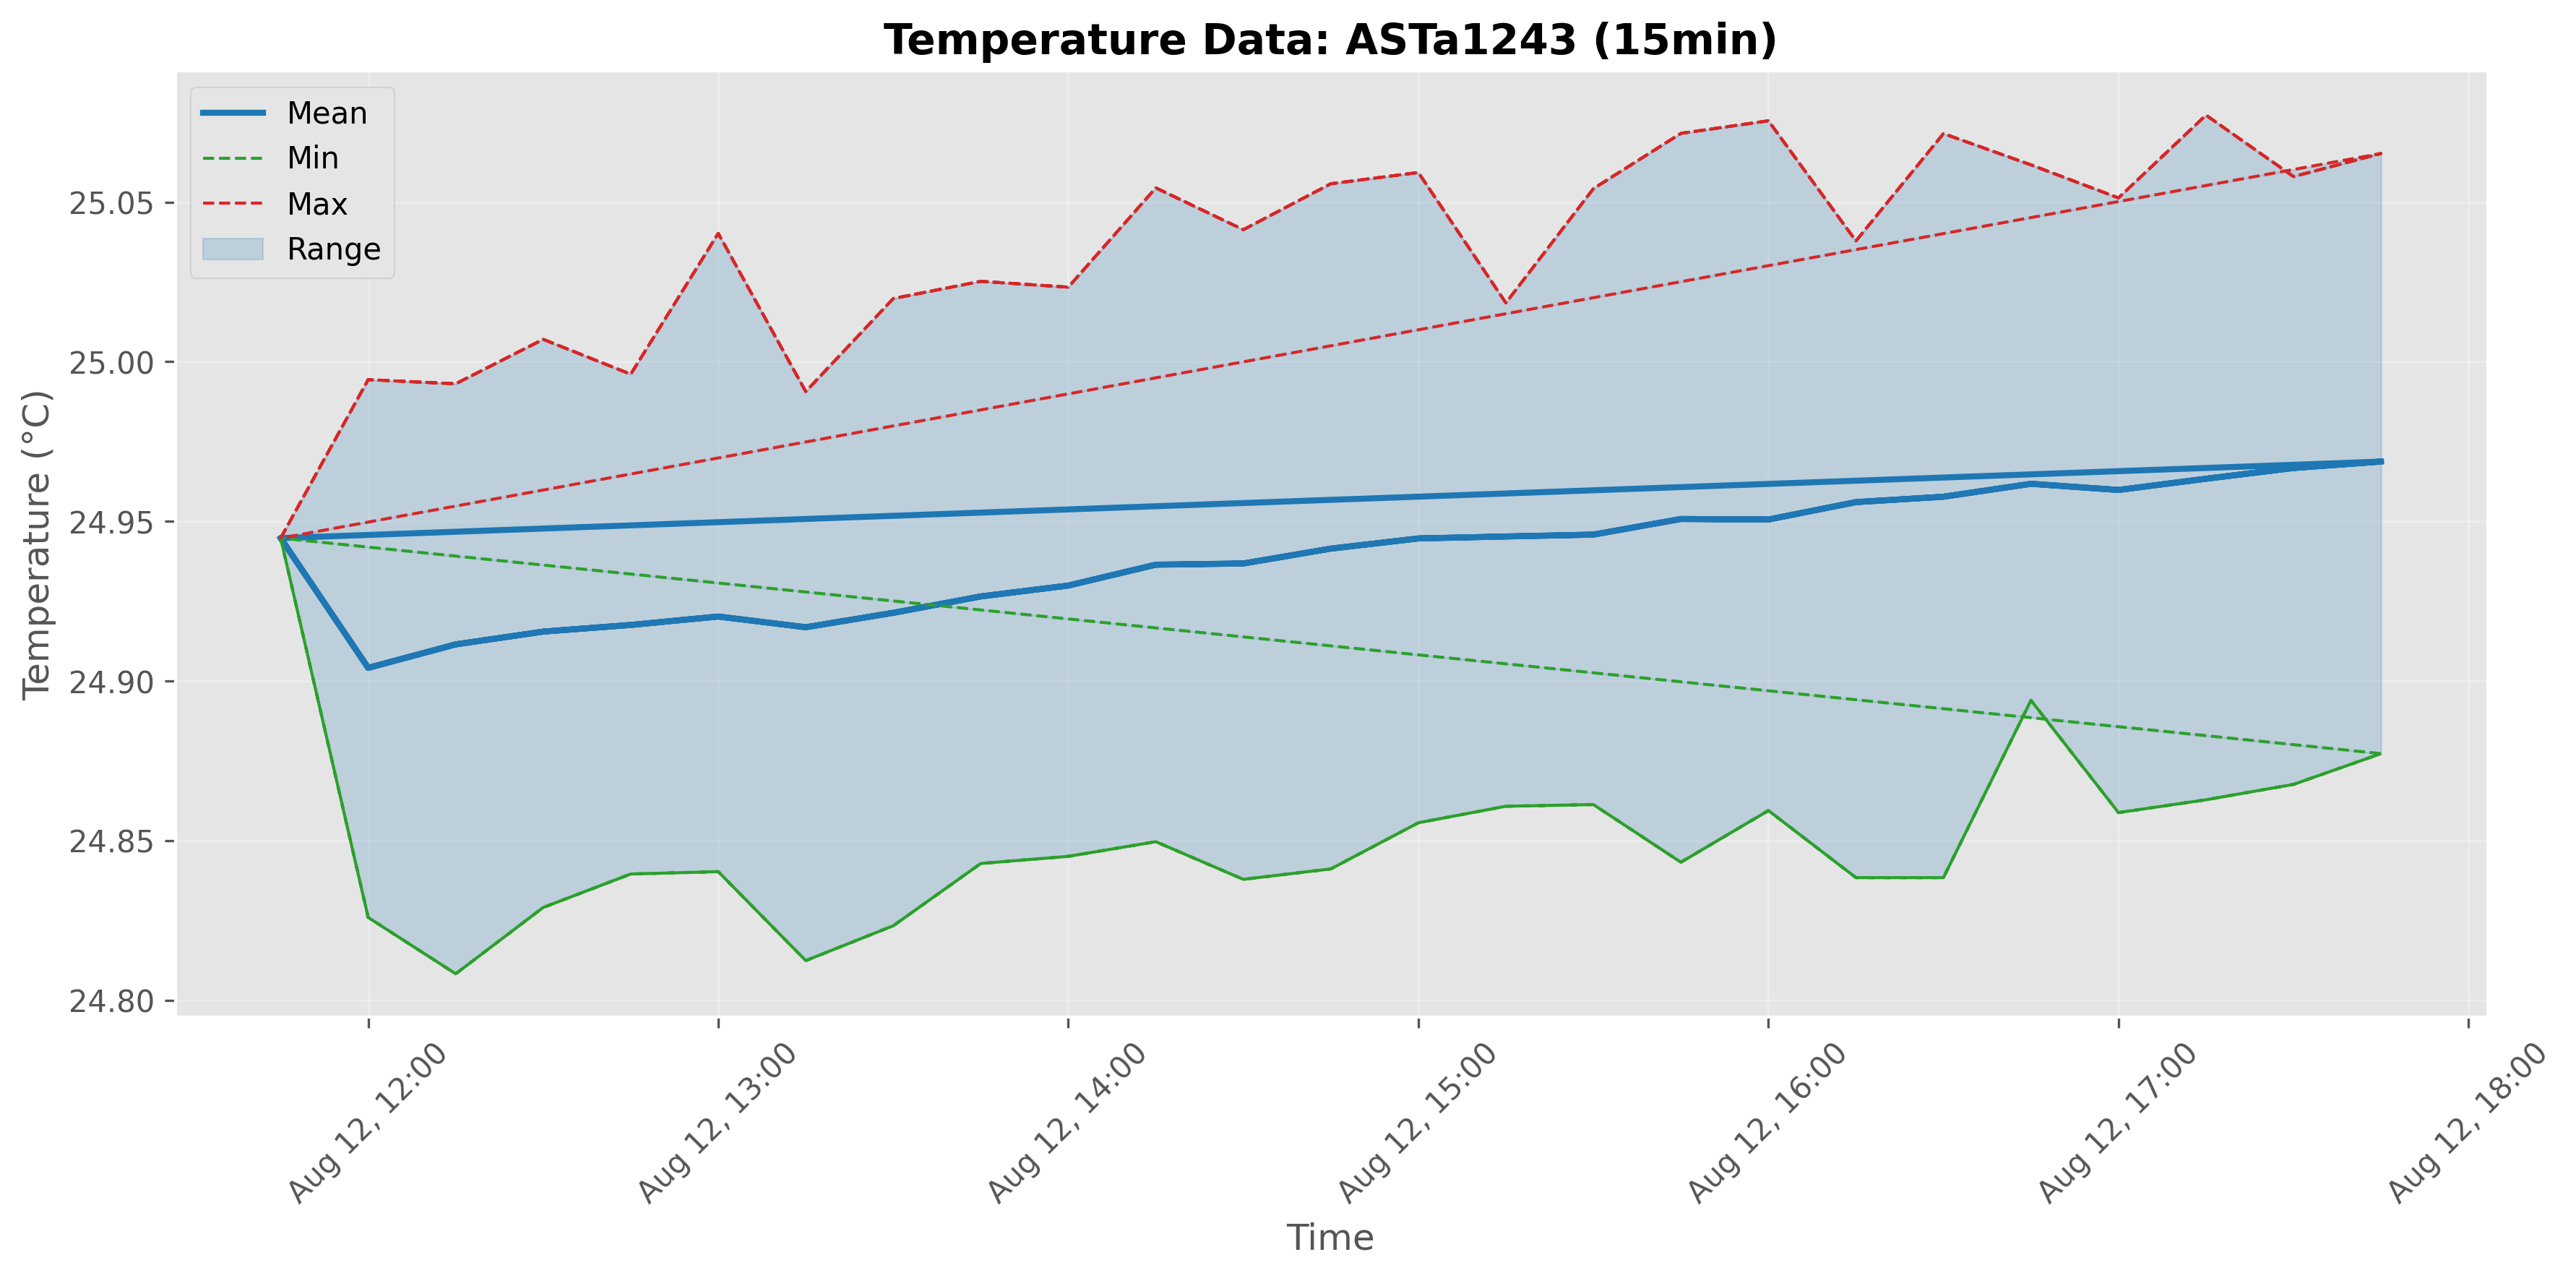 Temperature Data: ASTa1243 (15min)
Mean
Min
Max
Range
Temperature (°C)
25.05
25.00
24.95
24.90
24.85
24.80
Aug 12, 12:00
Aug 12, 13:00
Aug 12, 14:00
Aug 12, 15:00
Aug 12, 16:00
Aug 12, 17:00
Aug 12, 18:00
Time